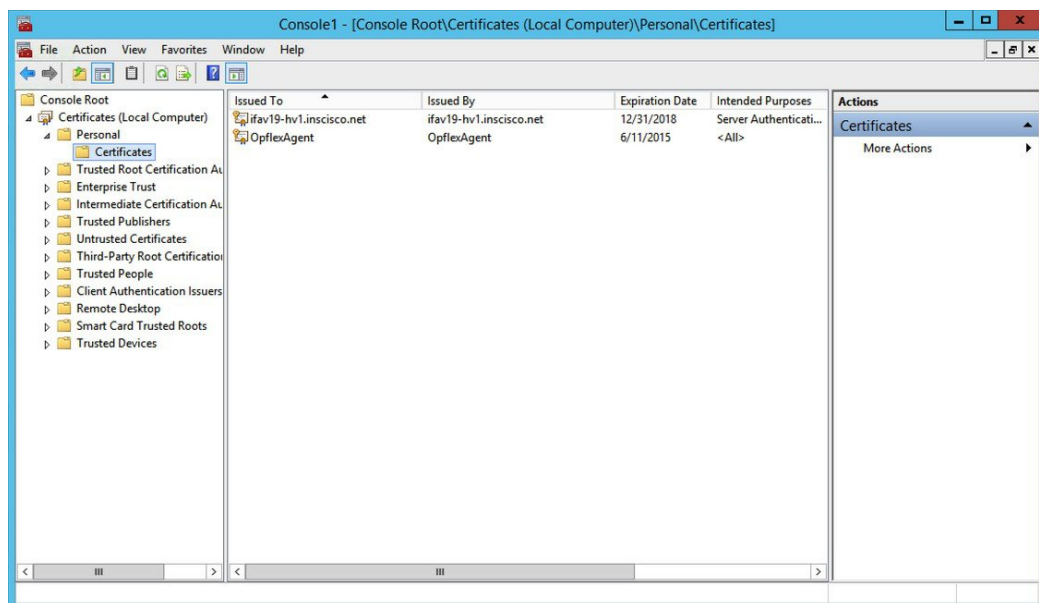 Console1 - [Console Root\Certificates (Local Computer)\Personal\Certificates]
File Action View Favorites Window Help
Console Root
Certificates (Local Computer)
Personal
Certificates
Trusted Root Certification Au
Enterprise Trust
Intermediate Certification Au
Trusted Publishers
Untrusted Certificates
Third-Party Root Certification
Trusted People
Client Authentication Issuers
Remote Desktop
Smart Card Trusted Roots
Trusted Devices
Issued To Issued By Expiration Date Intended Purposes
ifav19-hv1.inscisco.net ifav19-hv1.inscisco.net 12/31/2018 Server Authenticati...
OpflexAgent OpflexAgent 6/11/2015 <All>
Actions
Certificates
More Actions